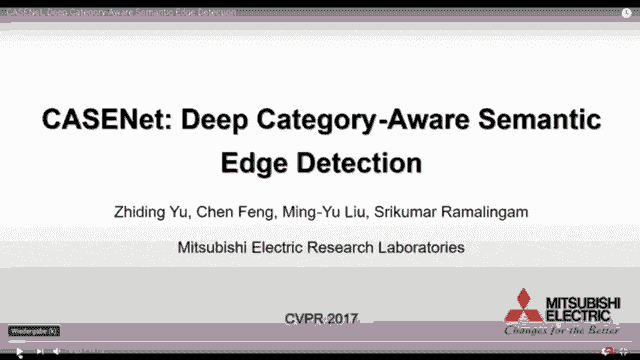 CASENet: Deep Category-Aware Semantic Edge Detection
CASENet: Deep Category-Aware Semantic
Edge Detection
Zhiding Yu, Chen Feng, Ming-Yu Liu, Srikumar Ramalingam
Mitsubishi Electric Research Laboratories
CVPR 2017
MITSUBISHI
ELECTRIC
Changes for the Better
Wiedergabe (k)